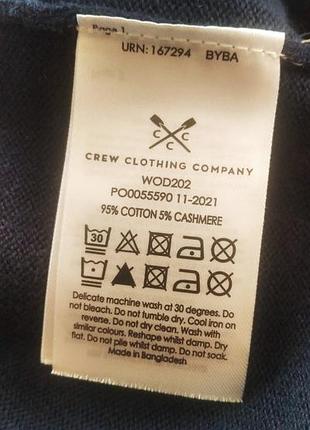 Page 1.
URN: 167294 BYBA
C C
C
CREW CLOTHING COMPANY
WOD202
PO0055590 11-2021
95% COTTON 5% CASHMERE
30
Delicate machine wash at 30 degrees. Do
not bleach. Do not tumble dry. Cool iron on
reverse. Do not dry clean. Wash with
similar colours. Reshape whilst damp. Dry
flat. Do not pile whilst damp. Do not soak.
Made in Bangladesh